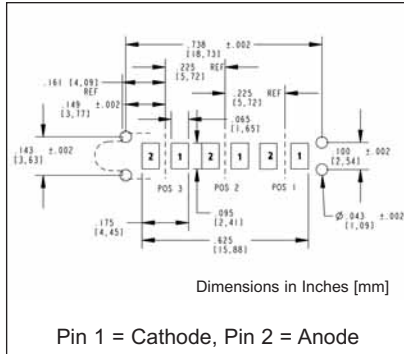 .738 ±.002
[18,73]
.225 REF
[5,72]
.161 [4,09]
REF
.225 REF
[5,72]
.149 ±.002
[3,77]
.065
[1,65]
.143 ±.002
[3,63]
2 1 2 1 2 1
.100 ±.002
[2,54]
POS 3 POS 2 POS 1
.175
[4,45]
.095
[2,41]
Ø.043 ±.002
[1,09]
.625
[15,88]
Dimensions in Inches [mm]
Pin 1 = Cathode, Pin 2 = Anode